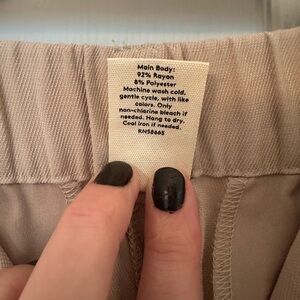 Main Body:
92% Rayon
8% Polyester
Machine wash cold,
gentle cycle, with like
colors. Only
non-chlorine bleach if
needed. Hang to dry.
Cool iron if needed.
RN58665